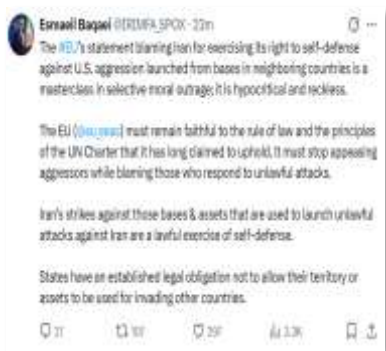 Esmaeil Baqaei @IRIMFA_SPOX · 22m
The #EU's statement blaming Iran for exercising its right to self-defense
against U.S. aggression launched from bases in neighboring countries is a
masterclass in selective moral outrage; it is hypocritical and reckless.
The EU (@eu_eeas) must remain faithful to the rule of law and the principles
of the UN Charter that it has long claimed to uphold. It must stop appeasing
aggressors while blaming those who respond to unlawful attacks.
Iran's strikes against those bases & assets that are used to launch unlawful
attacks against Iran are a lawful exercise of self-defense.
States have an established legal obligation not to allow their territory or
assets to be used for invading other countries.